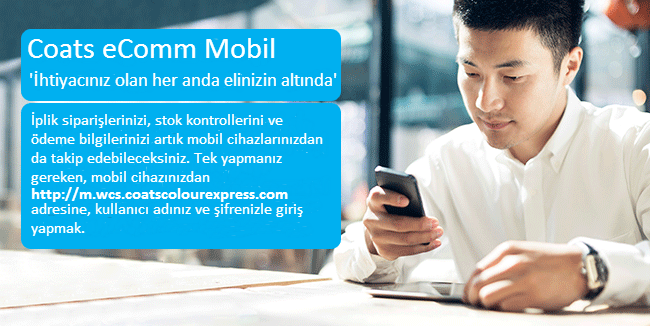 Coats eComm Mobil
'İhtiyacınız olan her anda elinizin altında'
İplik siparişlerinizi, stok kontrollerini ve
ödeme bilgilerinizi artık mobil cihazlarınızdan
da takip edebileceksiniz. Tek yapmanız
gereken, mobil cihazınızdan
http://m.wcs.coatscolourexpress.com
adresine, kullanıcı adınız ve şifrenizle giriş
yapmak.